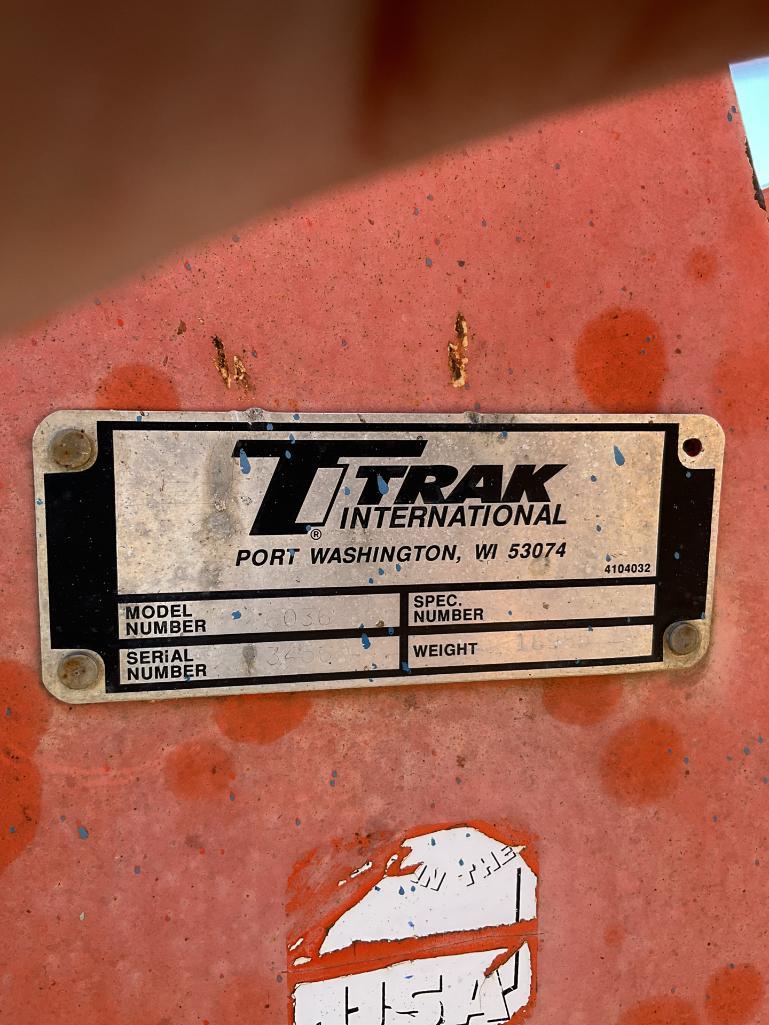 TRAK
INTERNATIONAL
®
PORT WASHINGTON, WI 53074
4104032
MODEL
NUMBER
SPEC.
NUMBER
SERIAL
NUMBER
WEIGHT
IN THE
USA